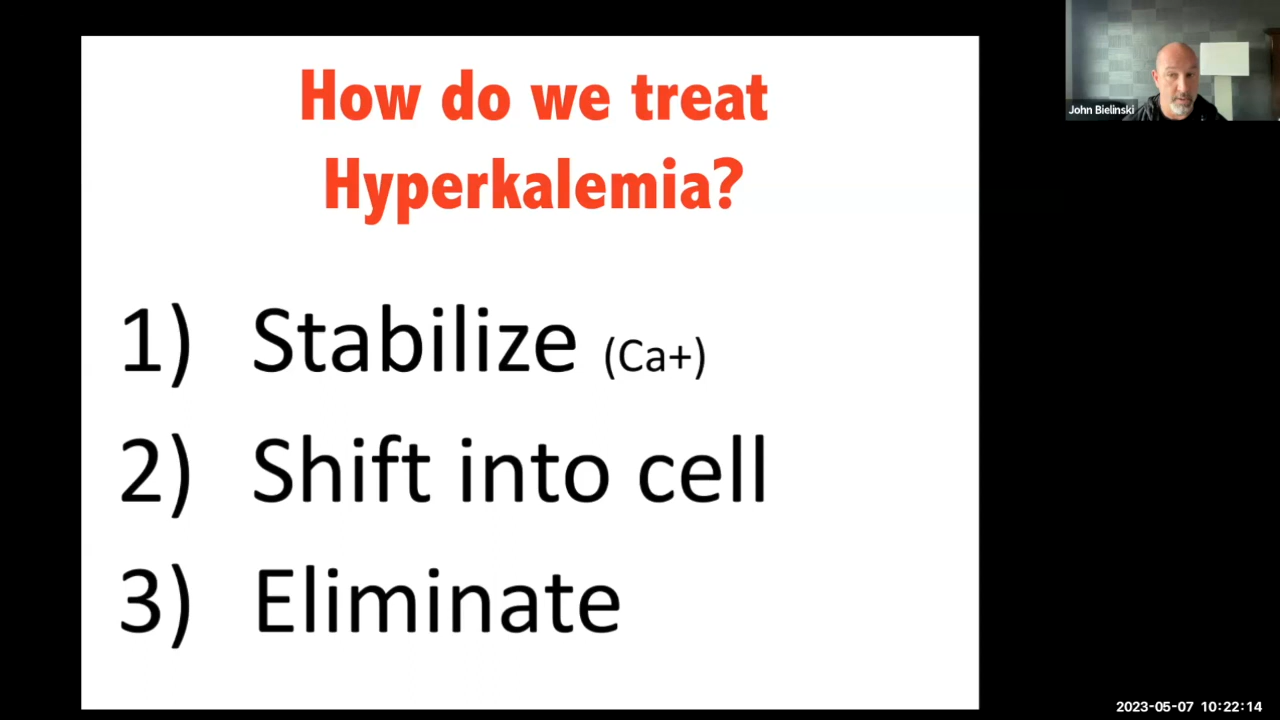 How do we treat
Hyperkalemia?
1) Stabilize (Ca+)
2) Shift into cell
3) Eliminate
John Bielinski
2023-05-07 10:22:14